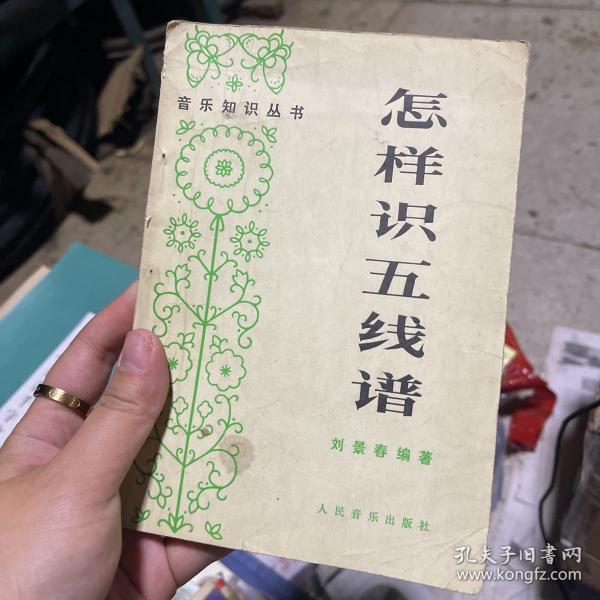 音乐知识丛书
怎样识五线谱
刘景春编著
人民音乐出版社
孔夫子旧书网
www.kongfz.com